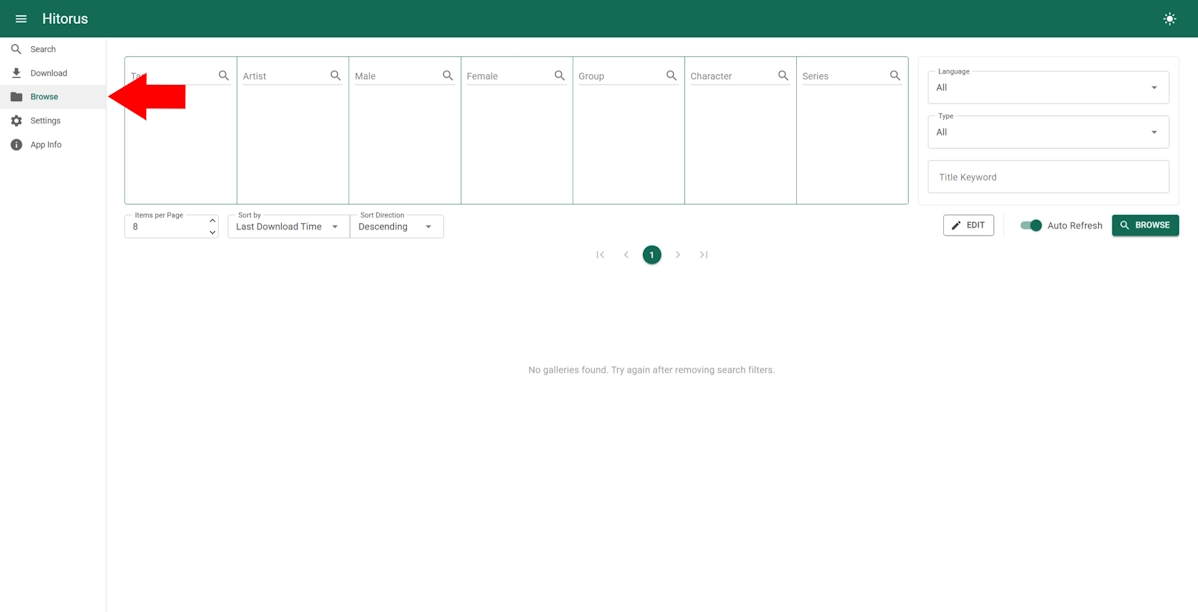 Hitorus
Search
Download
Browse
Settings
App Info
Artist
Male
Female
Group
Character
Series
Language
All
Type
All
Title Keyword
Items per Page
8
Sort by
Last Download Time
Sort Direction
Descending
EDIT
Auto Refresh
BROWSE
1
No galleries found. Try again after removing search filters.